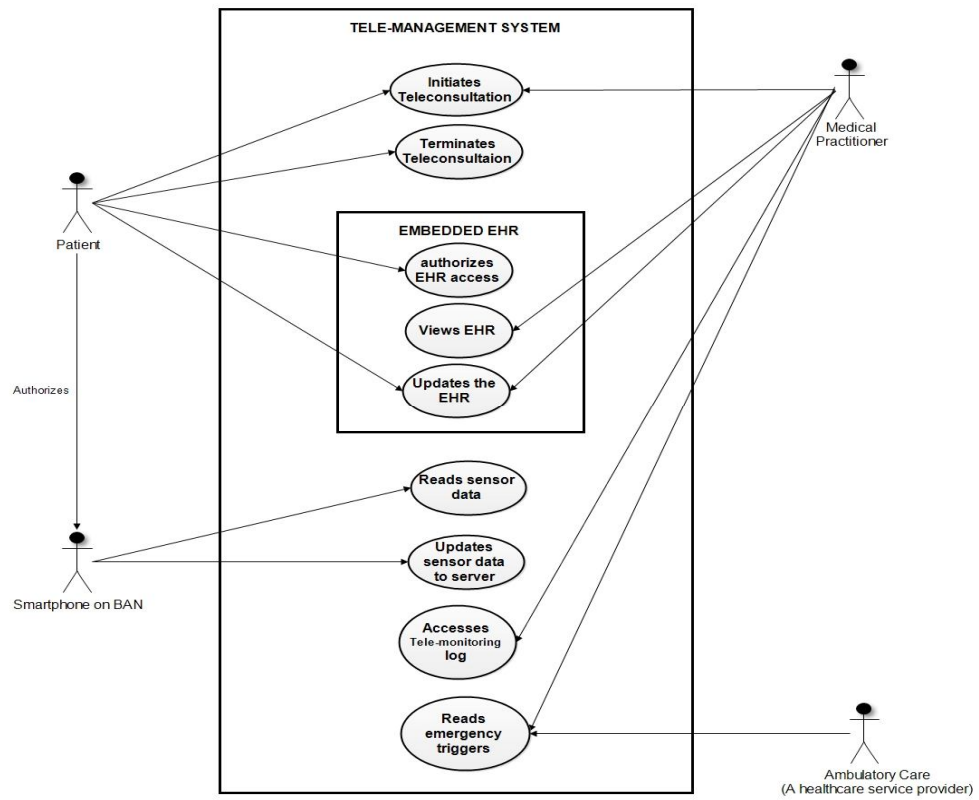 TELE-MANAGEMENT SYSTEM
Initiates
Teleconsultation
Medical
Practitioner
Terminates
Teleconsultaion
Patient
EMBEDDED EHR
authorizes
EHR access
Views EHR
Updates the
EHR
Authorizes
Reads sensor
data
Updates
sensor data
to server
Smartphone on BAN
Accesses
Tele-monitoring
log
Reads
emergency
triggers
Ambulatory Care
(A healthcare service provider)